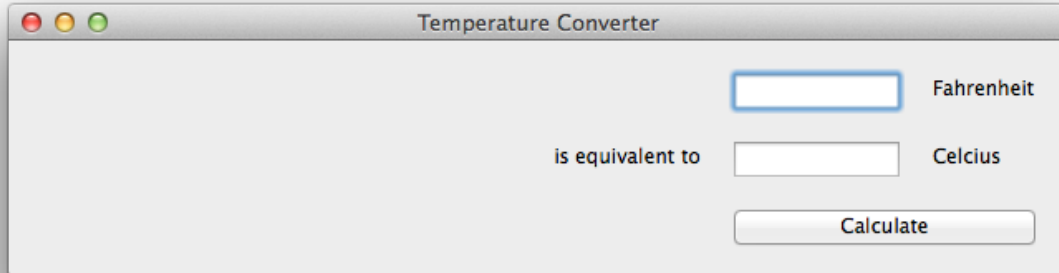 Temperature Converter
Fahrenheit
is equivalent to Celcius
Calculate